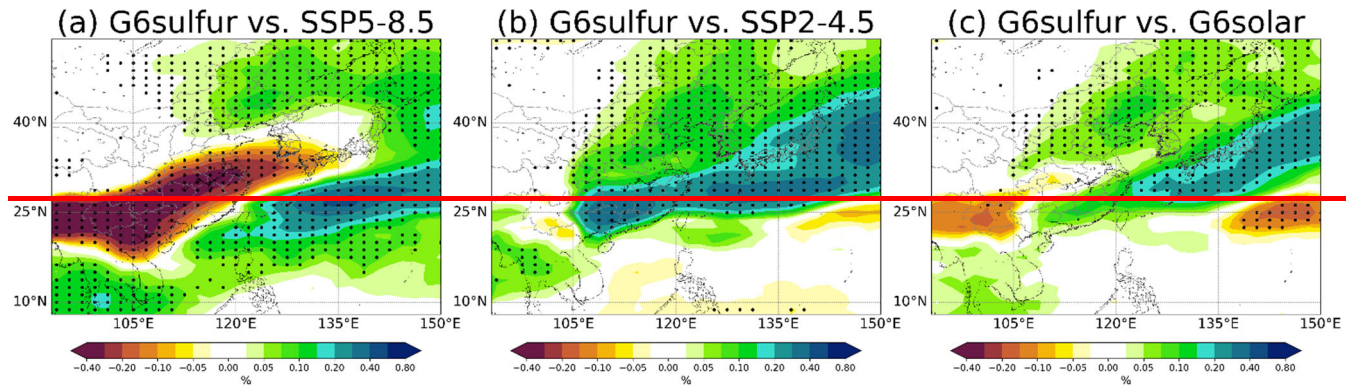 (a) G6sulfur vs. SSP5-8.5
(b) G6sulfur vs. SSP2-4.5
(c) G6sulfur vs. G6solar
40°N
25°N
10°N
105°E 120°E 135°E 150°E
−0.40 −0.20 −0.10 −0.05 0.00 0.05 0.10 0.20 0.40 0.80
%
40°N
25°N
10°N
105°E 120°E 135°E 150°E
−0.40 −0.20 −0.10 −0.05 0.00 0.05 0.10 0.20 0.40 0.80
%
40°N
25°N
10°N
105°E 120°E 135°E 150°E
−0.40 −0.20 −0.10 −0.05 0.00 0.05 0.10 0.20 0.40 0.80
%